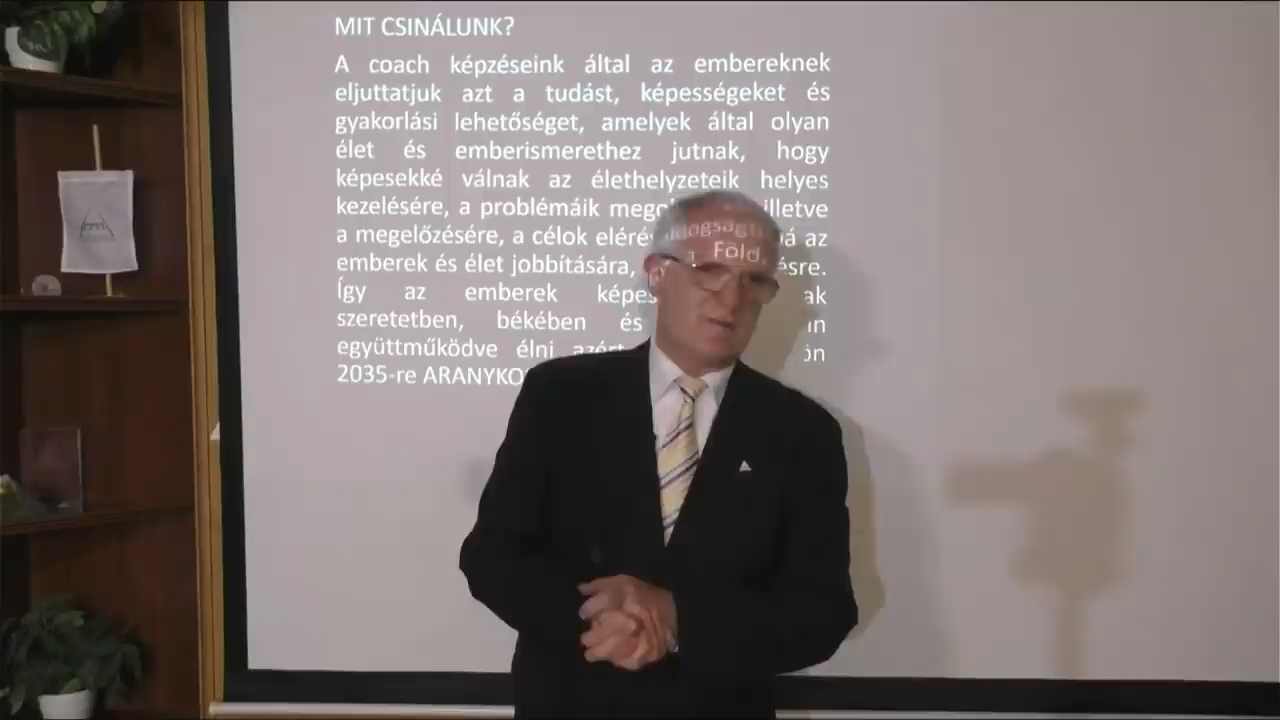 MIT CSINÁLUNK?
A coach képzéseink által az embereknek
eljuttatjuk azt a tudást, képességeket és
gyakorlási lehetőséget, amelyek által olyan
élet és emberismerethez jutnak, hogy
képesekké válnak az élethelyzeteik helyes
kezelésére, a problémáik illetve
a megelőzésére, a célok az
emberek és élet jobbítására,
Így az emberek
szeretetben, békében és
együttműködve élni azért
2035-re
Föld